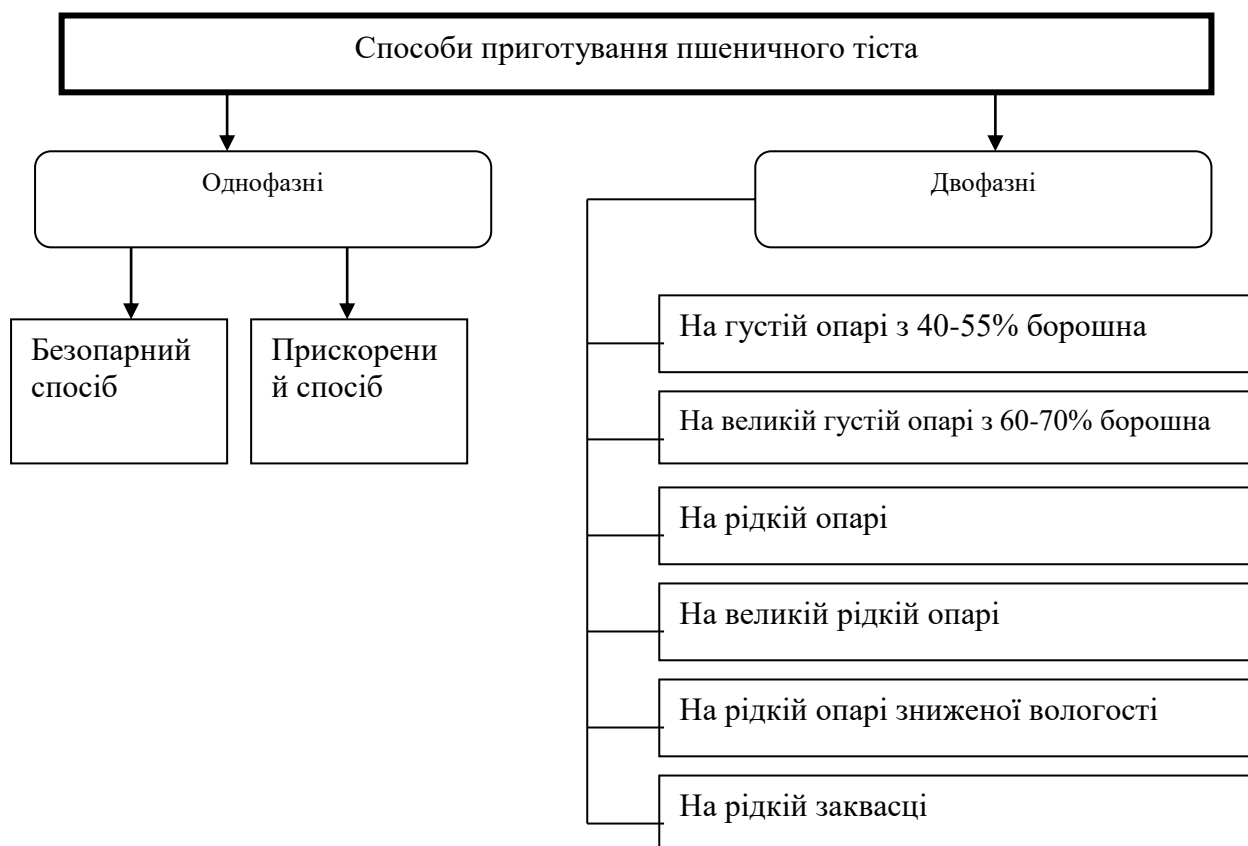 Способи приготування пшеничного тіста
Однофазні
Двофазні
Безопарний
спосіб
Прискорени
й спосіб
На густій опарі з 40-55% борошна
На великій густій опарі з 60-70% борошна
На рідкій опарі
На великій рідкій опарі
На рідкій опарі зниженої вологості
На рідкій заквасці